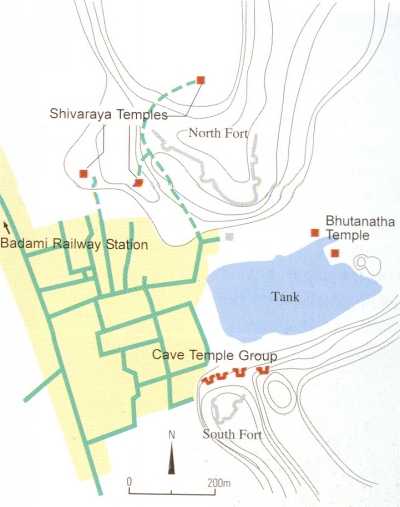 Shivaraya Temples
North Fort
Bhutanatha
Temple
Badami Railway Station
Tank
Cave Temple Group
South Fort
N
0
200m